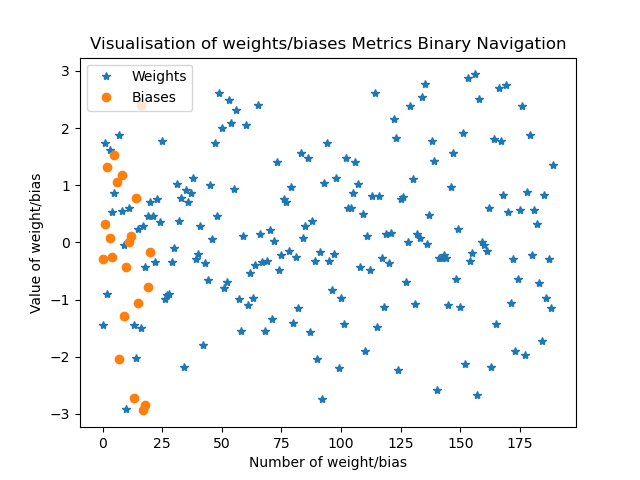 Visualisation of weights/biases Metrics Binary Navigation
Weights
Biases
Value of weight/bias
3
2
1
0
−1
−2
−3
0 25 50 75 100 125 150 175
Number of weight/bias